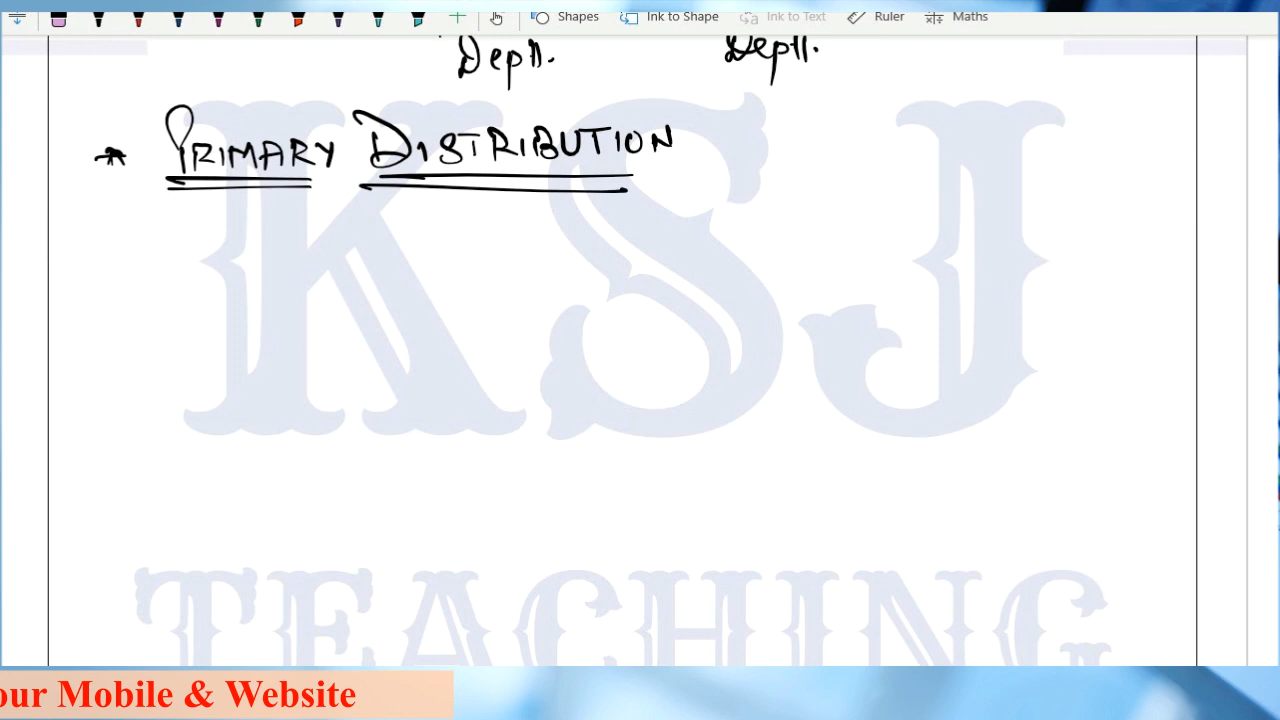 Shapes Ink to Shape Ink to Text Ruler Maths
Deptt. Deptt.
* PRIMARY DISTRIBUTION
KSJ
TEACHING
our Mobile & Website